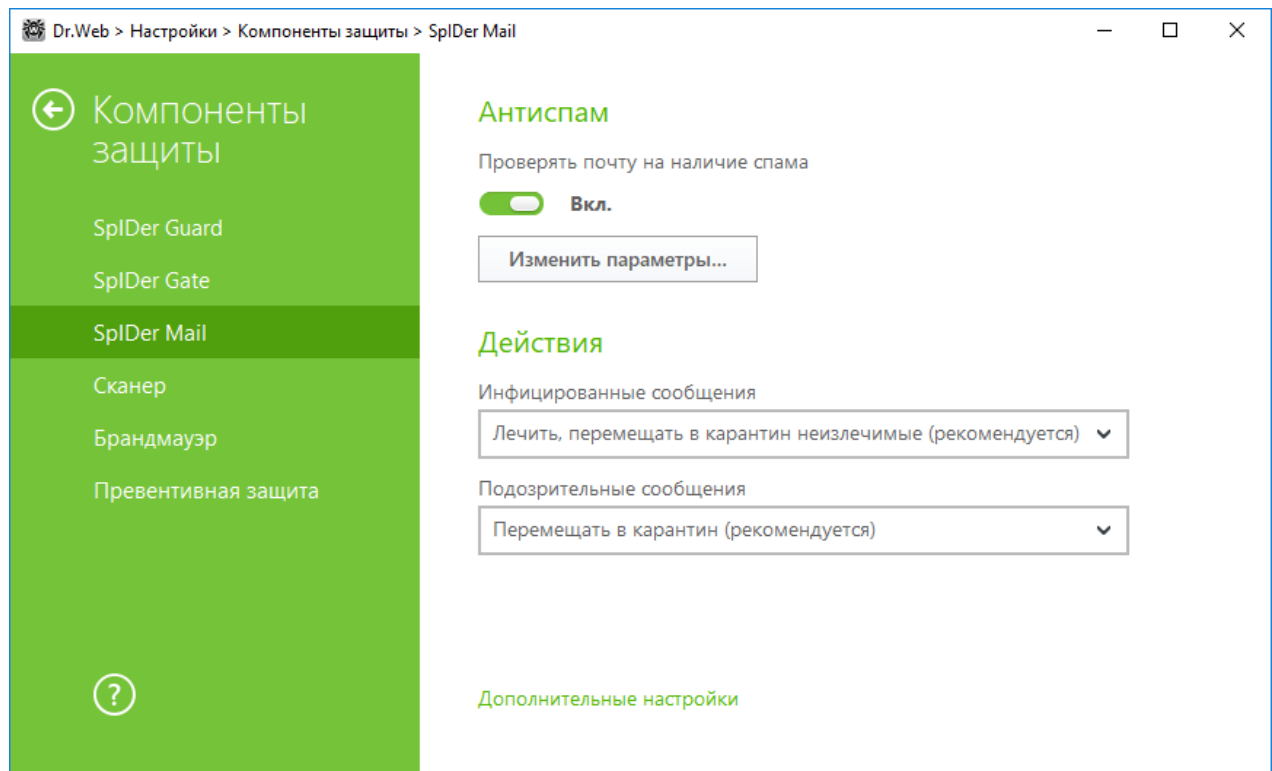 Dr.Web > Настройки > Компоненты защиты > SpIDer Mail
Компоненты
защиты
SpIDer Guard
SpIDer Gate
SpIDer Mail
Сканер
Брандмауэр
Превентивная защита
?
Антиспам
Проверять почту на наличие спама
Вкл.
Изменить параметры...
Действия
Инфицированные сообщения
Лечить, перемещать в карантин неизлечимые (рекомендуется)
Подозрительные сообщения
Перемещать в карантин (рекомендуется)
Дополнительные настройки